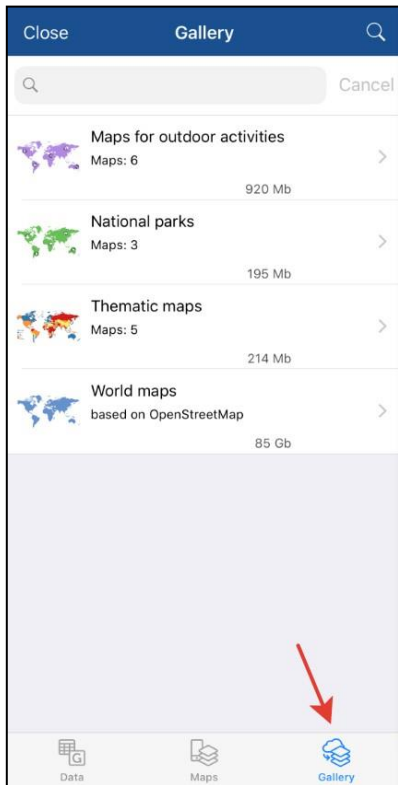 Close Gallery
Cancel
Maps for outdoor activities
Maps: 6
920 Mb
National parks
Maps: 3
195 Mb
Thematic maps
Maps: 5
214 Mb
World maps
based on OpenStreetMap
85 Gb
G
Data Maps Gallery